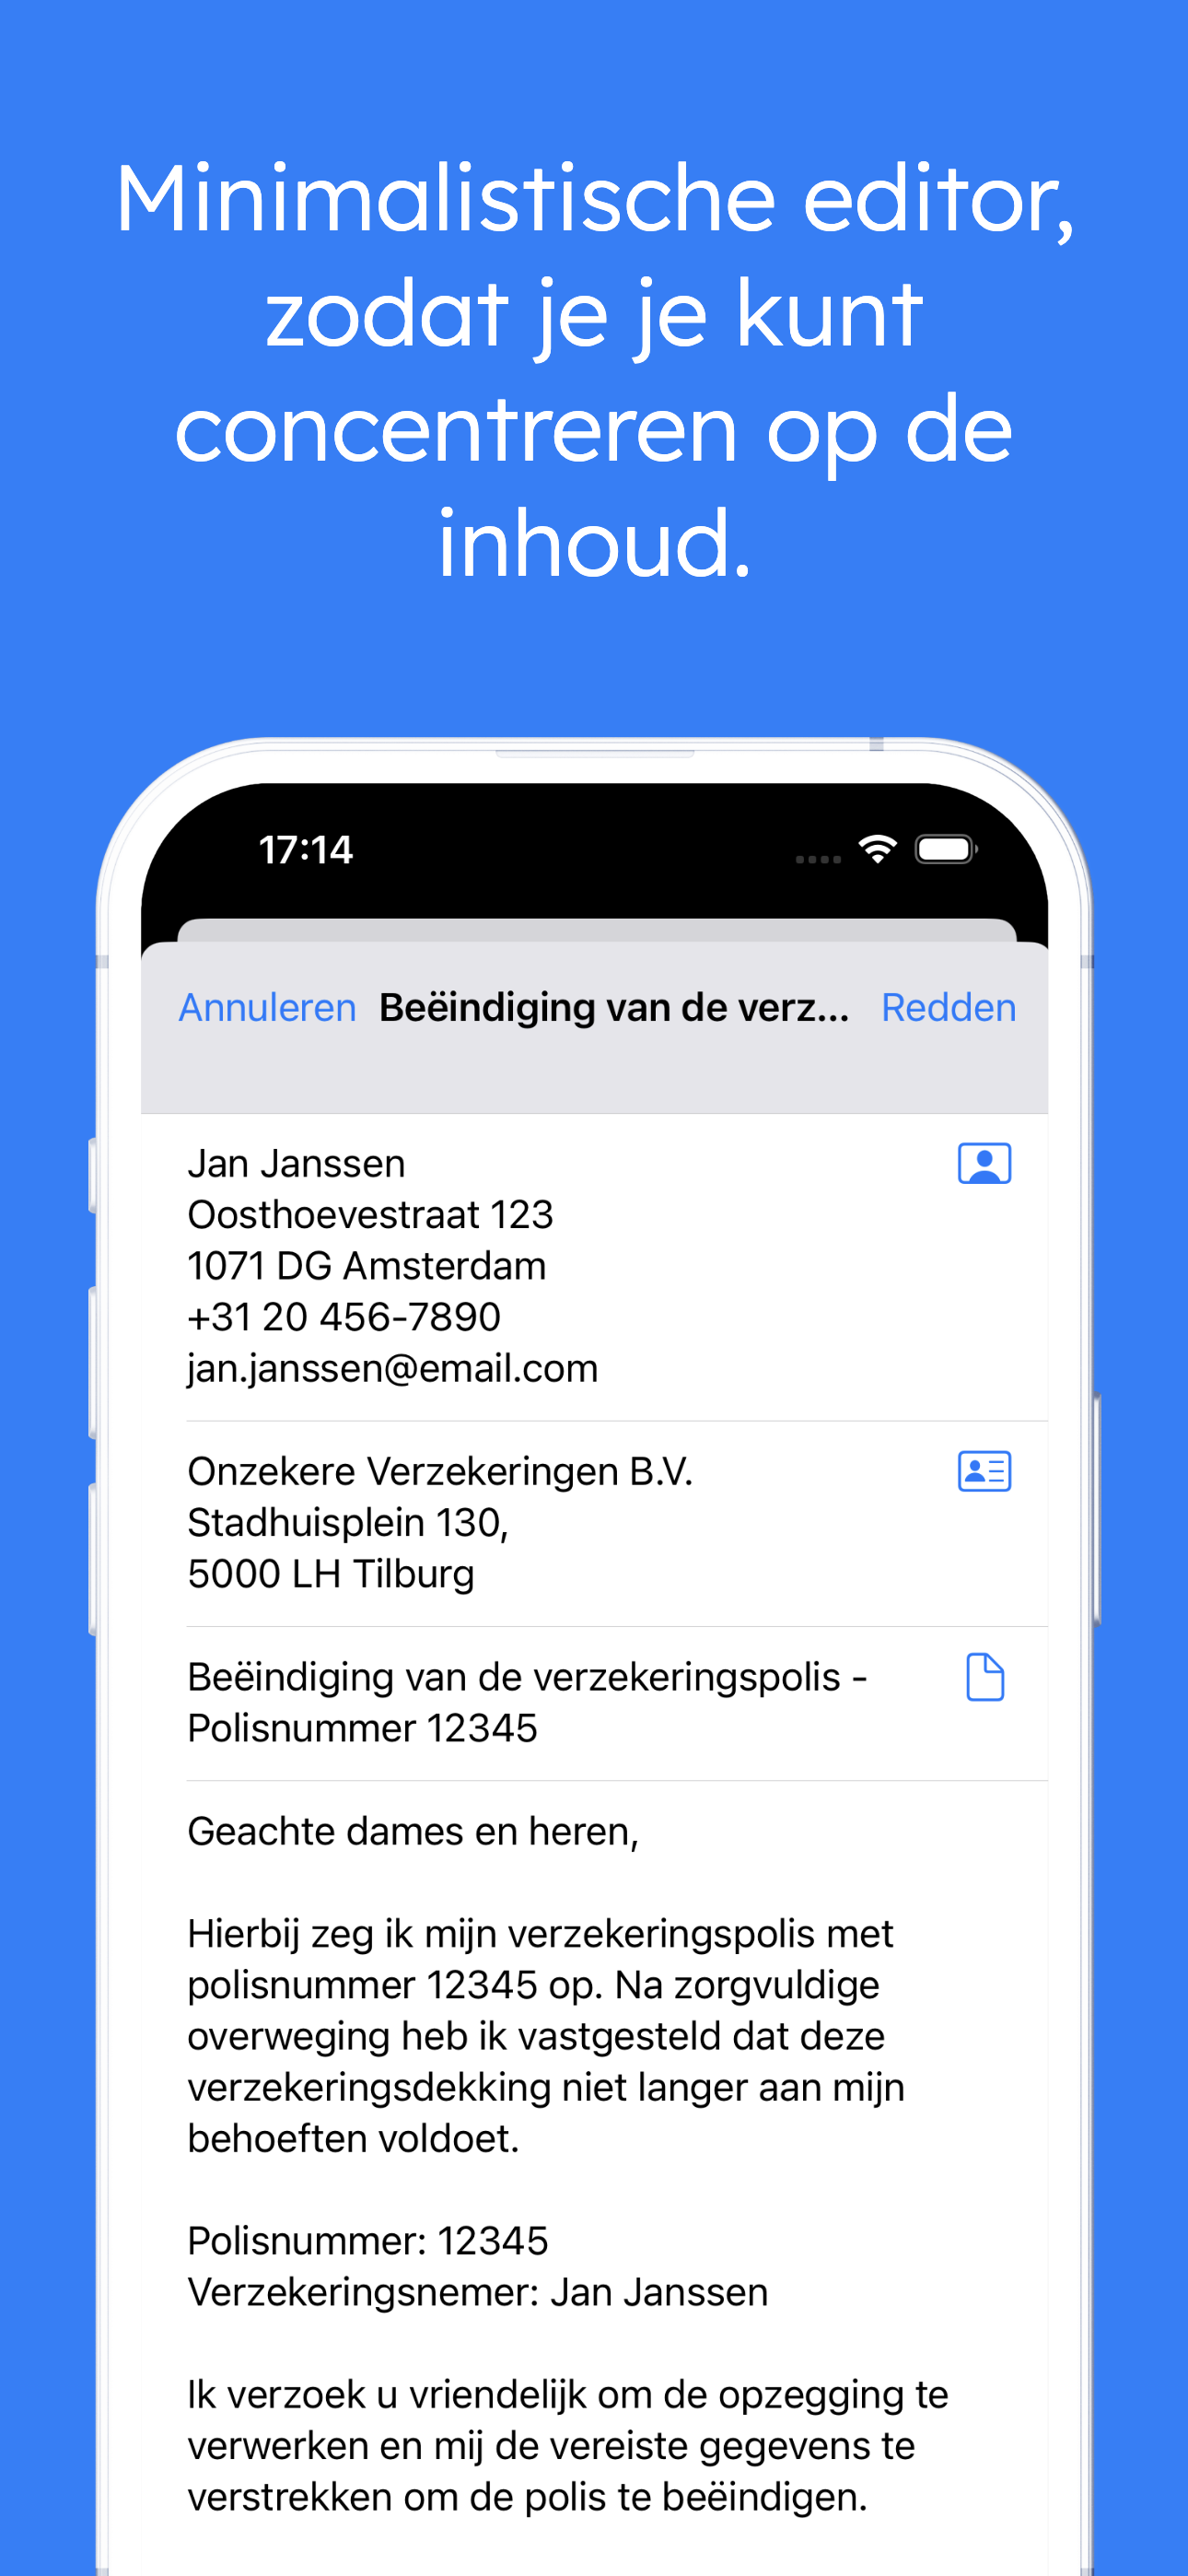 Minimalistische editor,
zodat je je kunt
concentreren op de
inhoud.
17:14
Annuleren Beëindiging van de verz... Redden
Jan Janssen
Oosthoevestraat 123
1071 DG Amsterdam
+31 20 456-7890
jan.janssen@email.com
Onzekere Verzekeringen B.V.
Stadhuisplein 130,
5000 LH Tilburg
Beëindiging van de verzekeringspolis -
Polisnummer 12345
Geachte dames en heren,
Hierbij zeg ik mijn verzekeringspolis met
polisnummer 12345 op. Na zorgvuldige
overweging heb ik vastgesteld dat deze
verzekeringsdekking niet langer aan mijn
behoeften voldoet.
Polisnummer: 12345
Verzekeringsnemer: Jan Janssen
Ik verzoek u vriendelijk om de opzegging te
verwerken en mij de vereiste gegevens te
verstrekken om de polis te beëindigen.